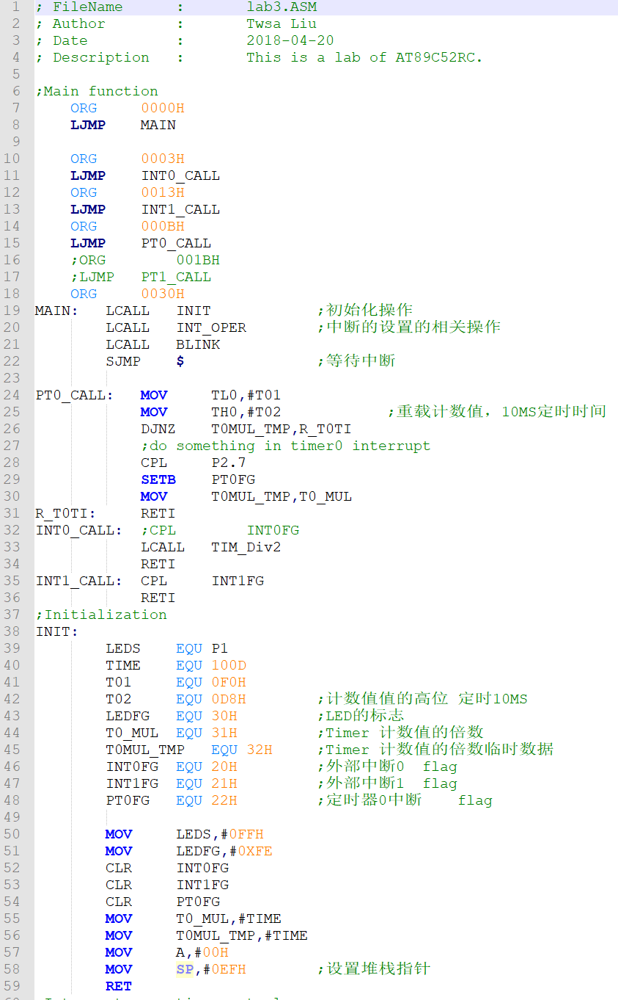 1 ; FileName : lab3.ASM
2 ; Author : Twsa Liu
3 ; Date : 2018-04-20
4 ; Description : This is a lab of AT89C52RC.
5
6 ;Main function
7 ORG 0000H
8 LJMP MAIN
9
10 ORG 0003H
11 LJMP INT0_CALL
12 ORG 0013H
13 LJMP INT1_CALL
14 ORG 000BH
15 LJMP PT0_CALL
16 ;ORG 001BH
17 ;LJMP PT1_CALL
18 ORG 0030H
19 MAIN: LCALL INIT ;初始化操作
20 LCALL INT_OPER ;中断的设置的相关操作
21 LCALL BLINK
22 SJMP $ ;等待中断
23
24 PT0_CALL: MOV TL0,#T01
25 MOV TH0,#T02 ;重载计数值，10MS定时时间
26 DJNZ T0MUL_TMP,R_T0TI
27 ;do something in timer0 interrupt
28 CPL P2.7
29 SETB PT0FG
30 MOV T0MUL_TMP,T0_MUL
31 R_T0TI: RETI
32 INT0_CALL: ;CPL INT0FG
33 LCALL TIM_Div2
34 RETI
35 INT1_CALL: CPL INT1FG
36 RETI
37 ;Initialization
38 INIT:
39 LEDS EQU P1
40 TIME EQU 100D
41 T01 EQU 0F0H
42 T02 EQU 0D8H ;计数值值的高位 定时10MS
43 LEDFG EQU 30H ;LED的标志
44 T0_MUL EQU 31H ;Timer 计数值的倍数
45 T0MUL_TMP EQU 32H ;Timer 计数值的倍数临时数据
46 INT0FG EQU 20H ;外部中断0 flag
47 INT1FG EQU 21H ;外部中断1 flag
48 PT0FG EQU 22H ;定时器0中断 flag
49
50 MOV LEDS,#0FFH
51 MOV LEDFG,#0XFE
52 CLR INT0FG
53 CLR INT1FG
54 CLR PT0FG
55 MOV T0_MUL,#TIME
56 MOV T0MUL_TMP,#TIME
57 MOV A,#00H
58 MOV SP,#0EFH ;设置堆栈指针
59 RET